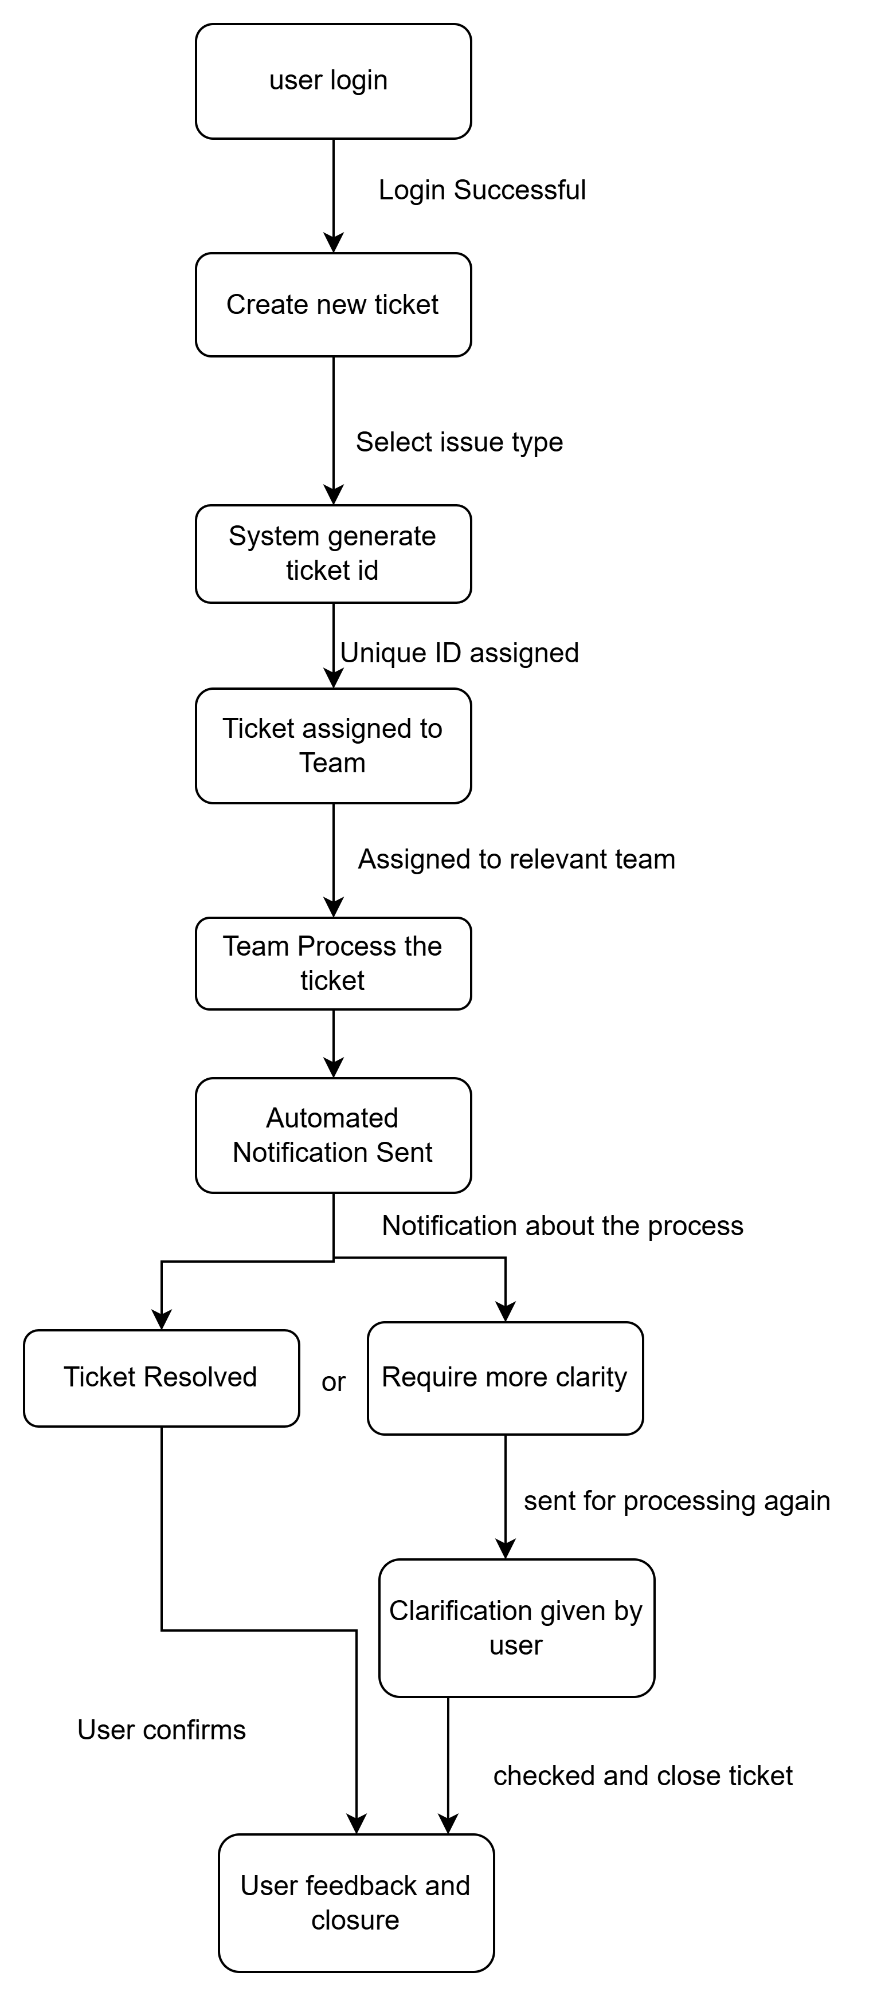 user login
Login Successful
Create new ticket
Select issue type
System generate
ticket id
Unique ID assigned
Ticket assigned to
Team
Assigned to relevant team
Team Process the
ticket
Automated
Notification Sent
Notification about the process
Ticket Resolved
or
Require more clarity
sent for processing again
Clarification given by
user
User confirms
checked and close ticket
User feedback and
closure